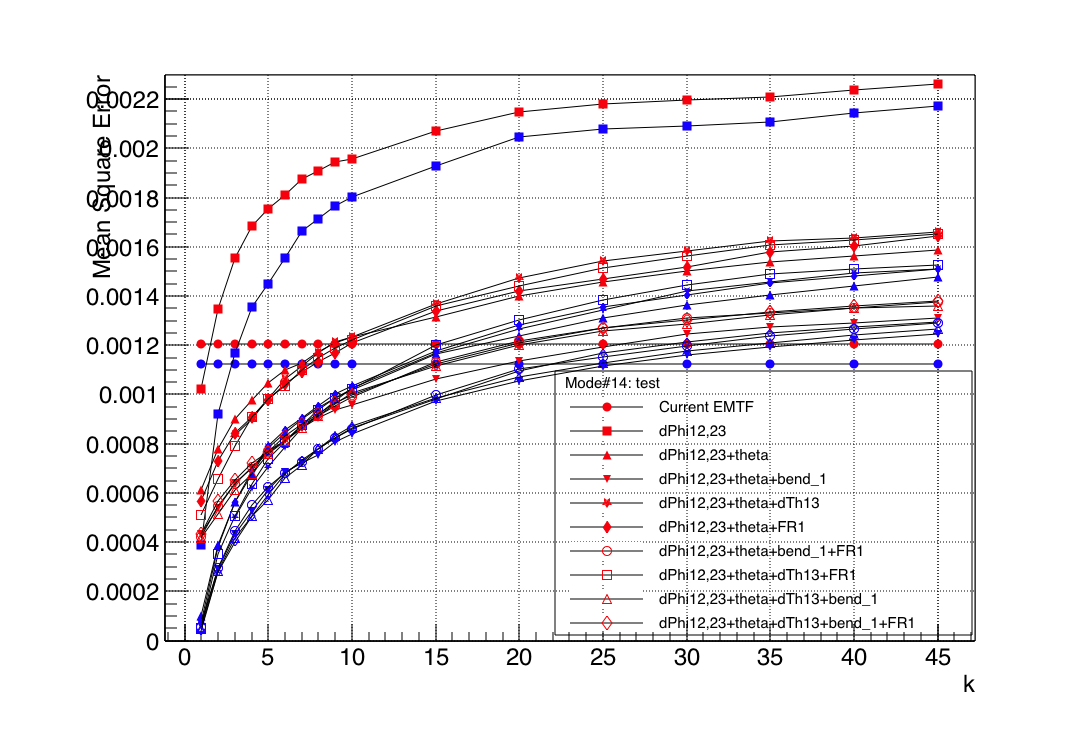 Mean Square Error
0.0022
0.002
0.0018
0.0016
0.0014
0.0012
0.001
0.0008
0.0006
0.0004
0.0002
0
Mode#14: test
Current EMTF
dPhi12,23
dPhi12,23+theta
dPhi12,23+theta+bend_1
dPhi12,23+theta+dTh13
dPhi12,23+theta+FR1
dPhi12,23+theta+bend_1+FR1
dPhi12,23+theta+dTh13+FR1
dPhi12,23+theta+dTh13+bend_1
dPhi12,23+theta+dTh13+bend_1+FR1
0 5 10 15 20 25 30 35 40 45
k